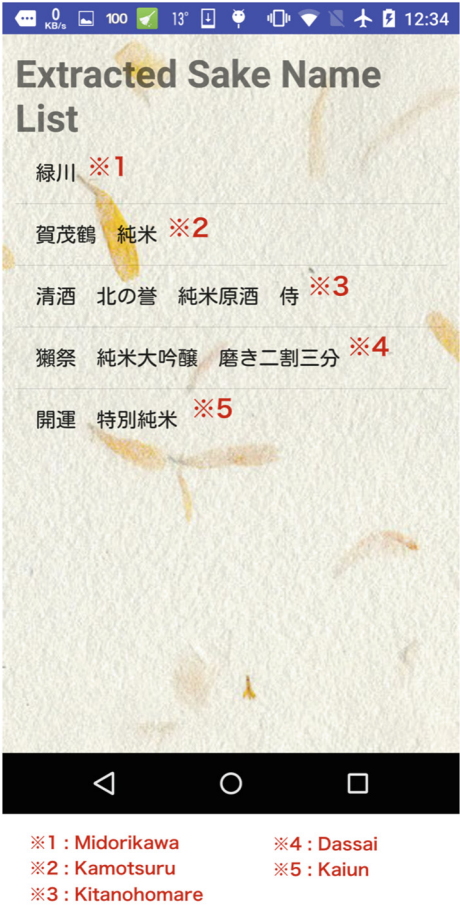 0 KB/s 100 13° 12:34
Extracted Sake Name
List
緑川 ※1
賀茂鶴　純米 ※2
清酒　北の誉　純米原酒　侍 ※3
獺祭　純米大吟醸　磨き二割三分 ※4
開運　特別純米 ※5
※1 : Midorikawa
※2 : Kamotsuru
※3 : Kitanohomare
※4 : Dassai
※5 : Kaiun